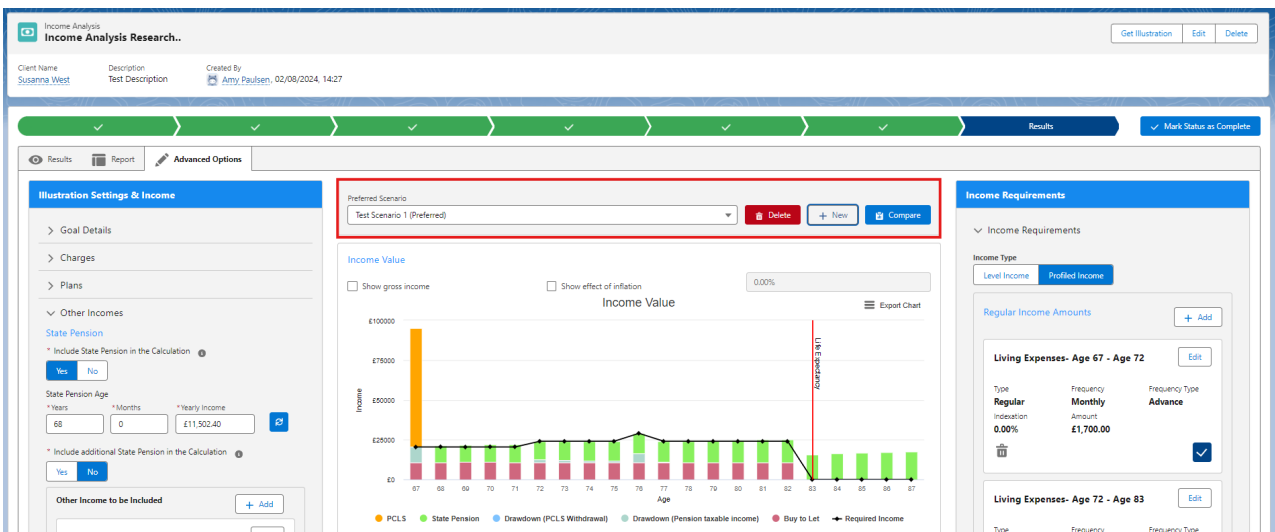 Income Analysis
Income Analysis Research..
Get Illustration
Edit
Delete
Client Name
Description
Created By
Susanna West
Test Description
Amy Paulsen, 02/08/2024, 14:27
Results
Mark Status as Complete
Results
Report
Advanced Options
Illustration Settings & Income
Goal Details
Charges
Plans
Other Incomes
State Pension
* Include State Pension in the Calculation
Yes
No
State Pension Age
*Years
*Months
*Yearly Income
68
0
£11,502.40
* Include additional State Pension in the Calculation
Yes
No
Other Income to be Included
+ Add
Preferred Scenario
Test Scenario 1 (Preferred)
Delete
+ New
Compare
Income Value
Show gross income
Show effect of inflation
0.00%
Income Value
Export Chart
£100000
£75000
£50000
£25000
£0
Income
Life Expectancy
67 68 69 70 71 72 73 74 75 76 77 78 79 80 81 82 83 84 85 86 87
Age
PCLS
State Pension
Drawdown (PCLS Withdrawal)
Drawdown (Pension taxable income)
Buy to Let
Required Income
Income Requirements
Income Requirements
Income Type
Level Income
Profiled Income
Regular Income Amounts
+ Add
Living Expenses- Age 67 - Age 72
Edit
Type
Frequency
Frequency Type
Regular
Monthly
Advance
Indexation
Amount
0.00%
£1,700.00
Living Expenses- Age 72 - Age 83
Edit
Type
Frequency
Frequency Type